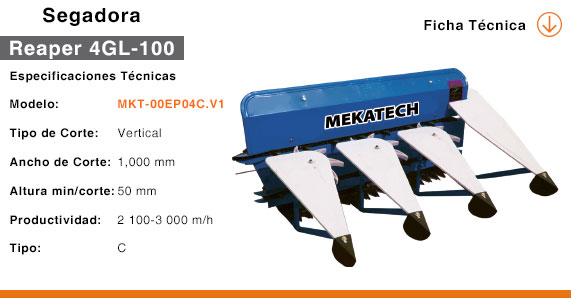 Segadora
Ficha Técnica
Reaper 4GL-100
Especificaciones Técnicas
Modelo: MKT-00EP04C.V1
Tipo de Corte: Vertical
Ancho de Corte: 1,000 mm
Altura min/corte: 50 mm
Productividad: 2 100-3 000 m/h
Tipo: C
MEKATECH